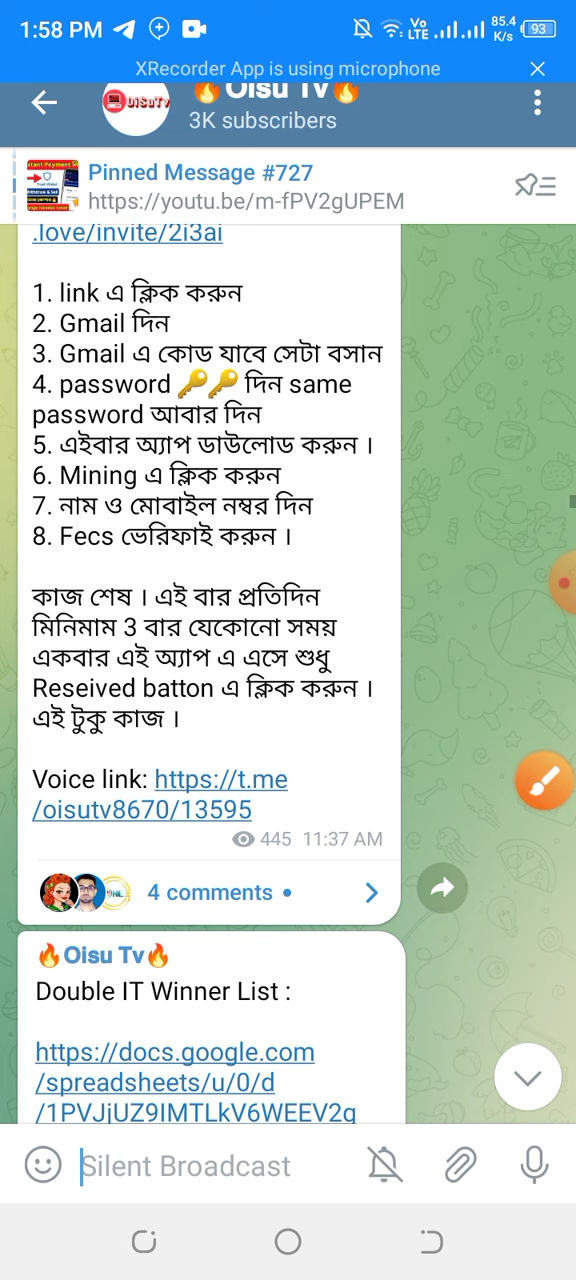 1:58 PM
Vo LTE
85.4 K/s
93
XRecorder App is using microphone
OiSuTv
🔥Oisu Tv🔥
3K subscribers
Pinned Message #727
https://youtu.be/m-fPV2gUPEM
.love/invite/2i3ai
1. link এ ক্লিক করুন
2. Gmail দিন
3. Gmail এ কোড যাবে সেটা বসান
4. password 🔑🔑 দিন same
password আবার দিন
5. এইবার অ্যাপ ডাউলোড করুন ।
6. Mining এ ক্লিক করুন
7. নাম ও মোবাইল নম্বর দিন
8. Fecs ভেরিফাই করুন ।
কাজ শেষ । এই বার প্রতিদিন
মিনিমাম 3 বার যেকোনো সময়
একবার এই অ্যাপ এ এসে শুধু
Reseived batton এ ক্লিক করুন ।
এই টুকু কাজ ।
Voice link: https://t.me
/oisutv8670/13595
445 11:37 AM
4 comments
🔥Oisu Tv🔥
Double IT Winner List :
https://docs.google.com
/spreadsheets/u/0/d
/1PVJjUZ9IMTLkV6WEEV2q
Silent Broadcast